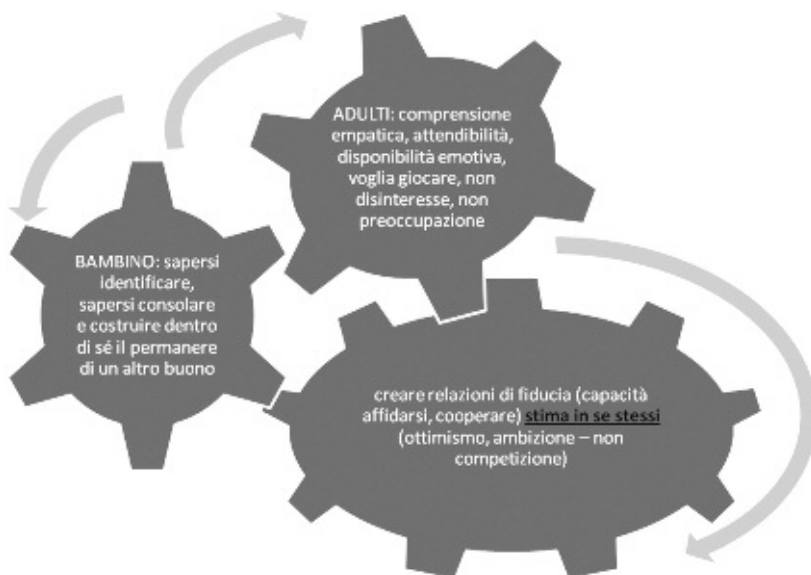 ADULTI: comprensione
empatica, attendibilità,
disponibilità emotiva,
voglia giocare, non
disinteresse, non
preoccupazione
BAMBINO: sapersi
identificare,
sapersi consolare
e costruire dentro
di sé il permanere
di un altro buono
creare relazioni di fiducia (capacità
affidarsi, cooperare) stima in se stessi
(ottimismo, ambizione – non
competizione)